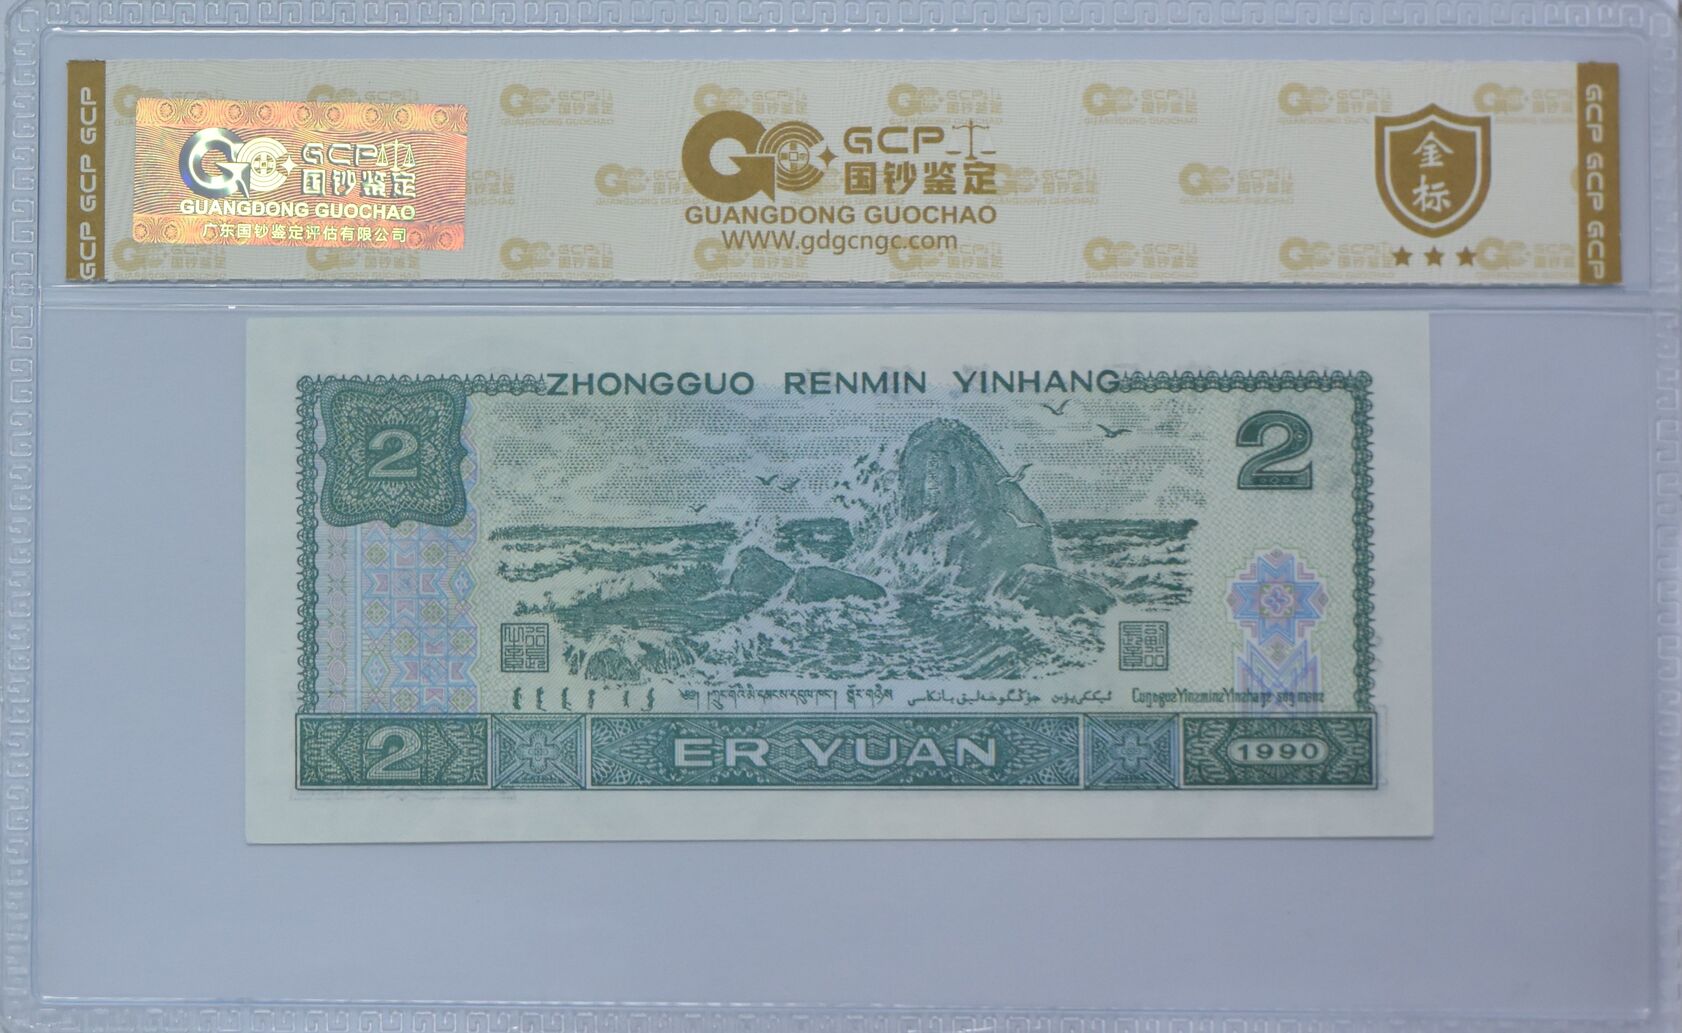 GCP GCP GCP GCP
GCP
国钞鉴定
GUANGDONG GUOCHAO
广东国钞鉴定评估有限公司
GCP
国钞鉴定
GUANGDONG GUOCHAO
WWW.gdgcngc.com
金
标
GCP GCP GCP GCP
ZHONGGUO RENMIN YINHANG
2
2
2
ER YUAN
1990